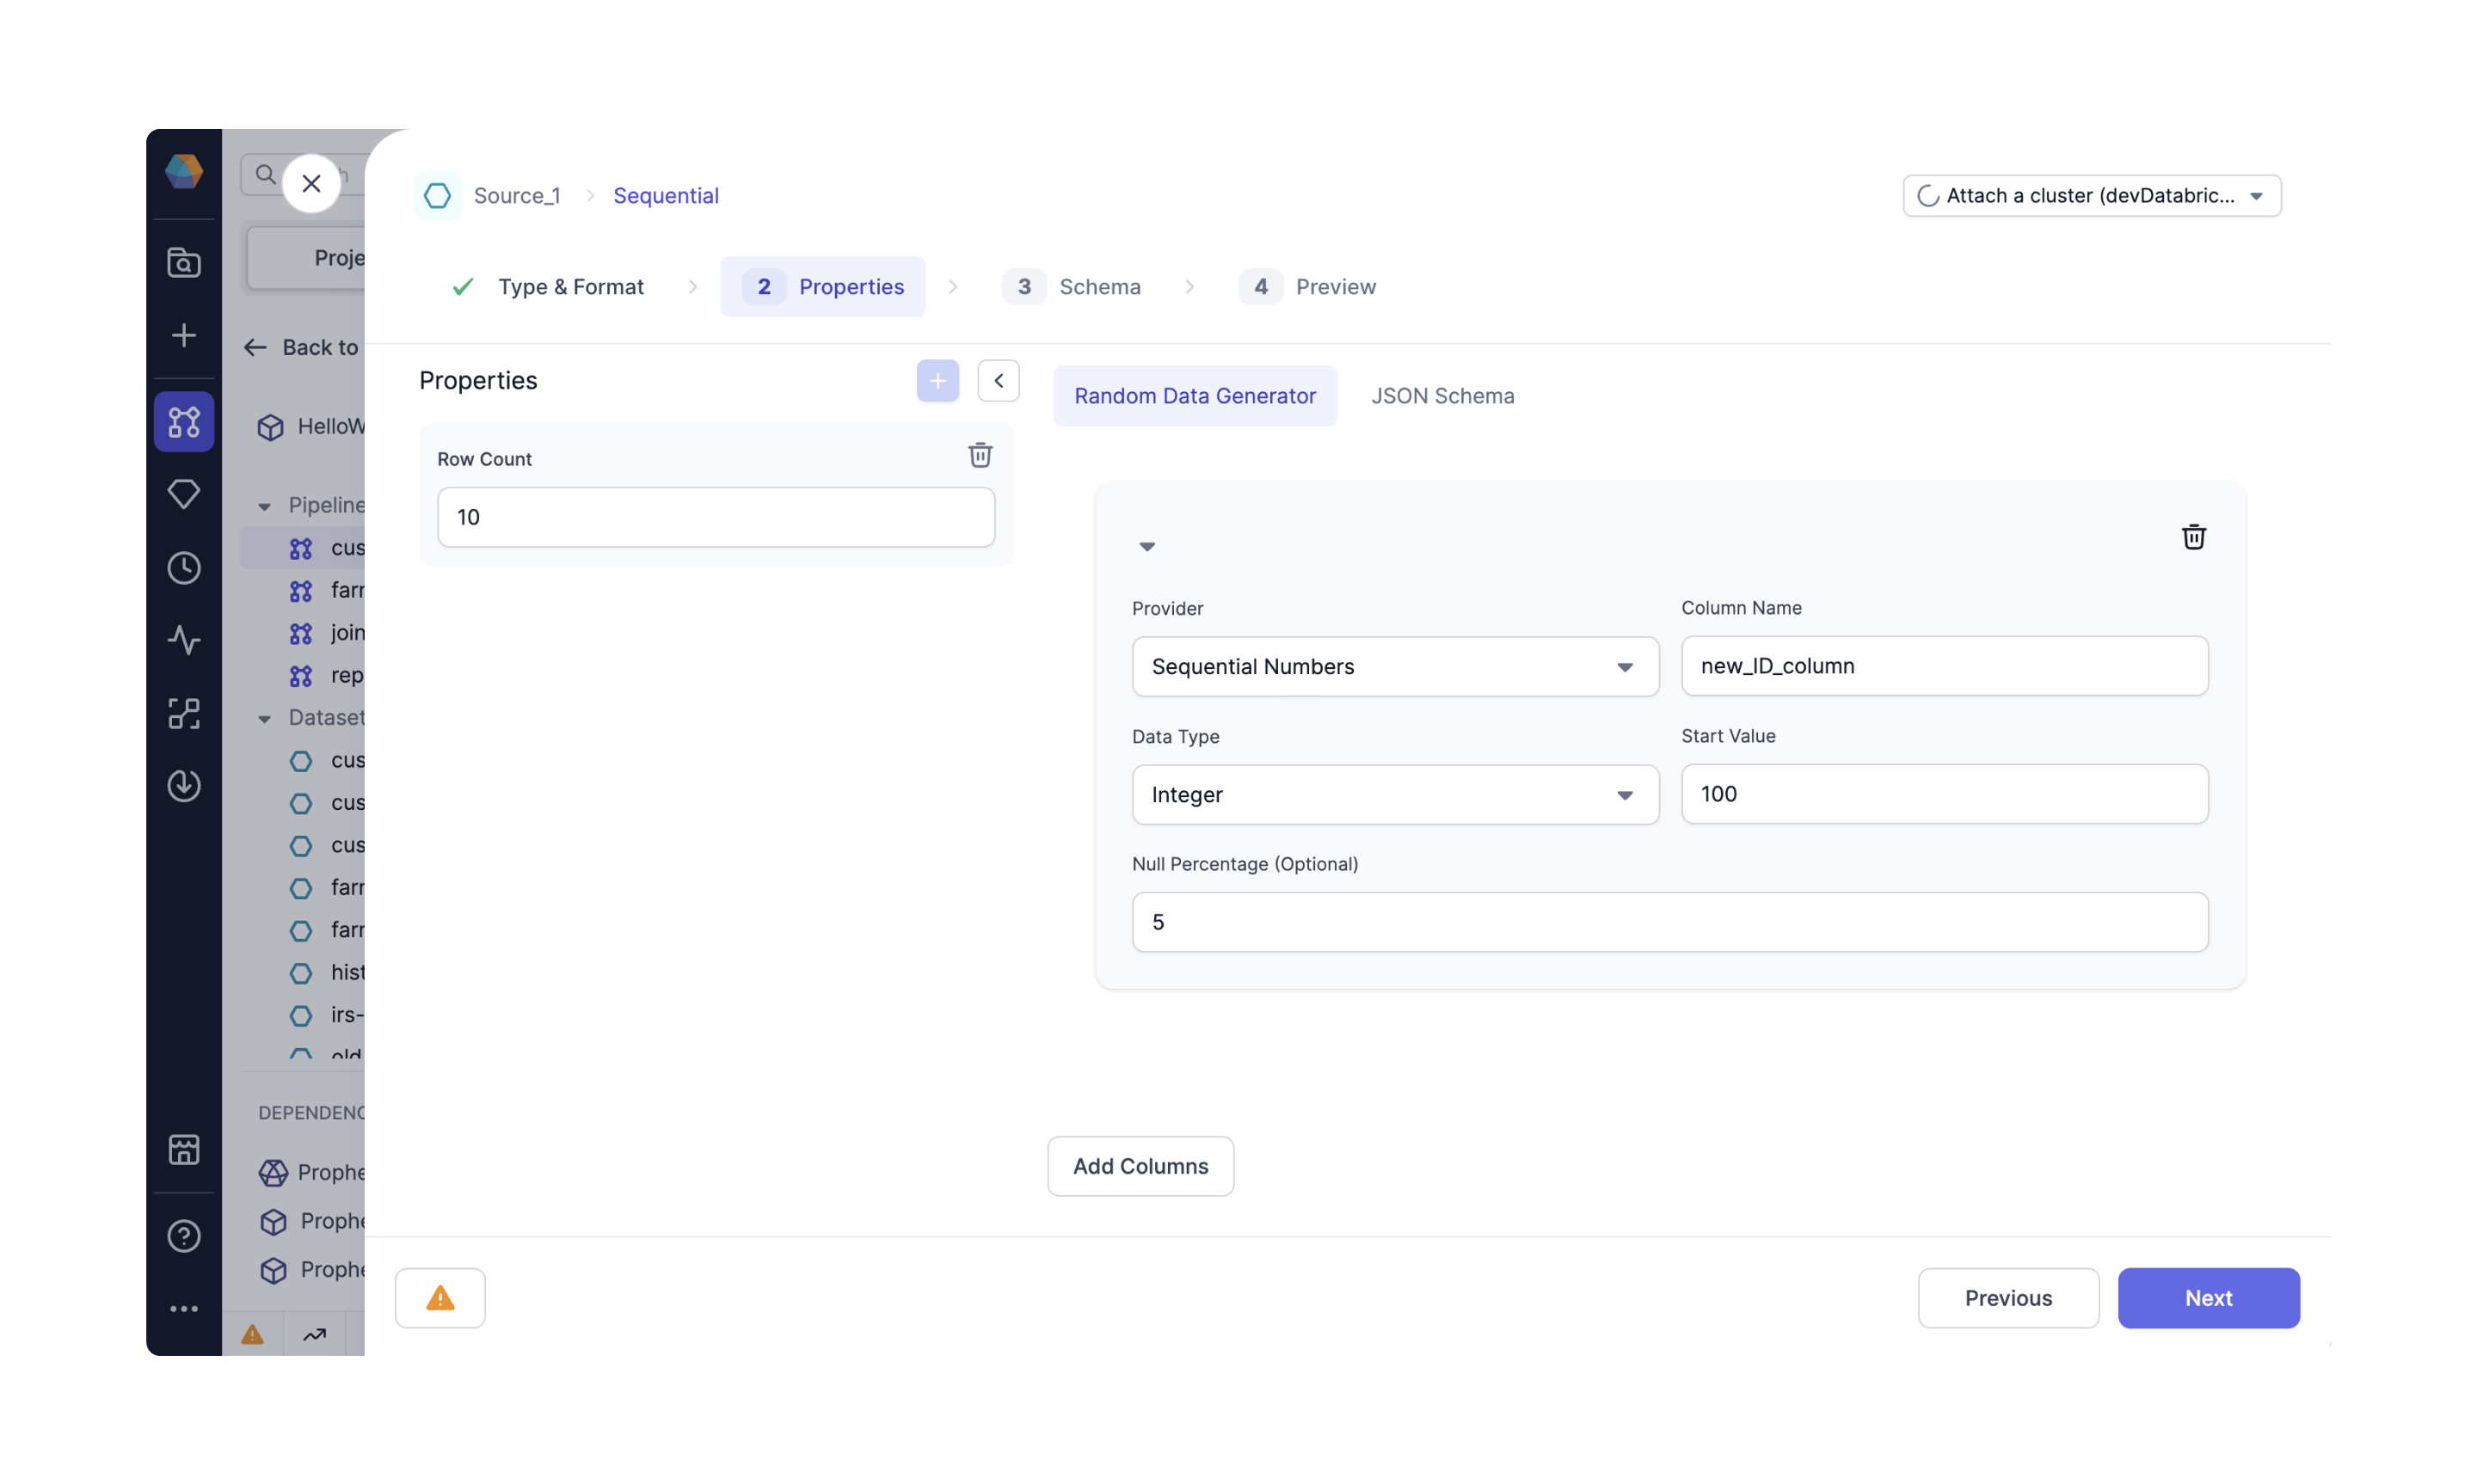 Source_1 Sequential
Attach a cluster (devDatabric...
Type & Format
2 Properties
3 Schema
4 Preview
Proje
Back to
HelloW
Pipeline
cus
farr
join
rep
Dataset
cus
cus
cus
farr
farr
hist
irs-
old
DEPENDENC
Prophe
Prophe
Prophe
Properties
Row Count
10
Random Data Generator
JSON Schema
Provider
Sequential Numbers
Column Name
new_ID_column
Data Type
Integer
Start Value
100
Null Percentage (Optional)
5
Add Columns
Previous
Next